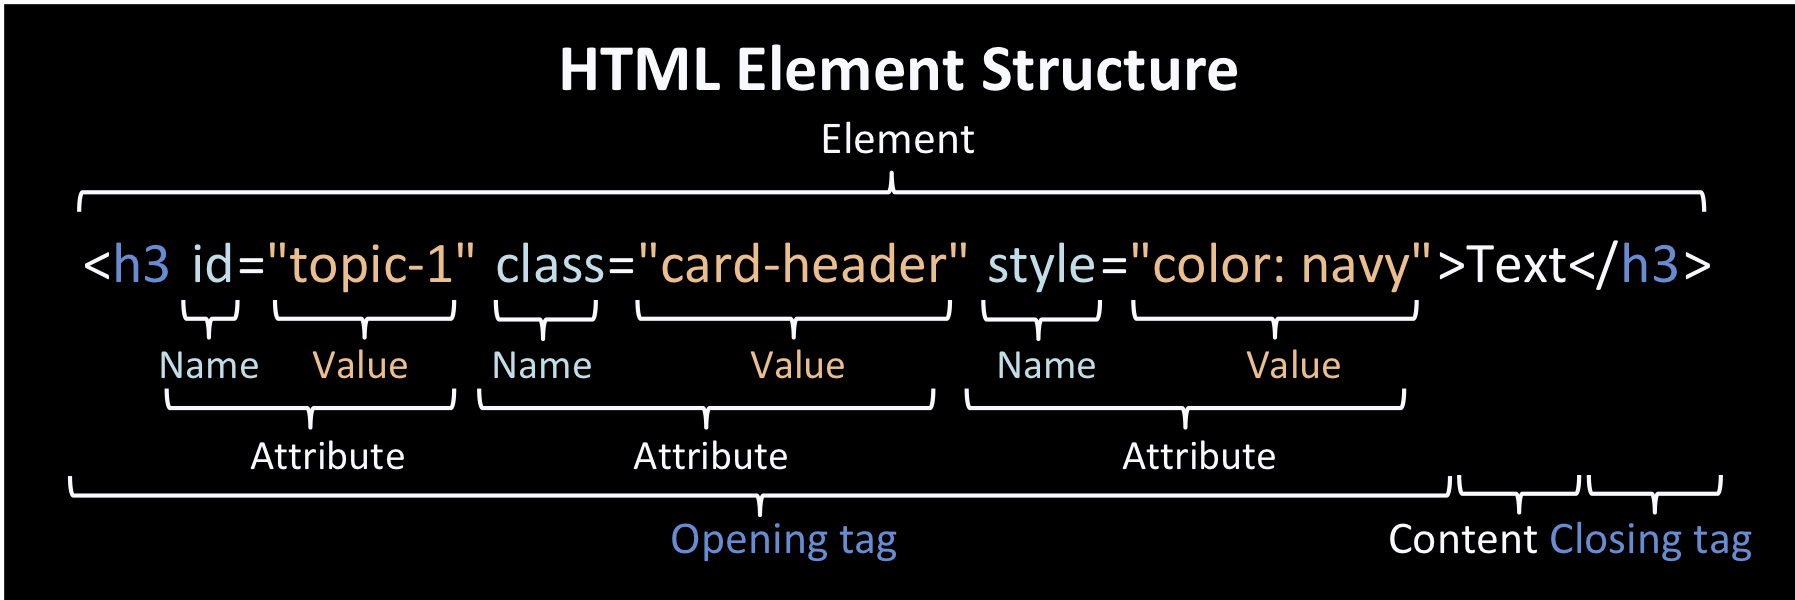 HTML Element Structure
Element
<h3 id="topic-1" class="card-header" style="color: navy">Text</h3>
Name Value Name Value Name Value
Attribute Attribute Attribute
Opening tag Content Closing tag